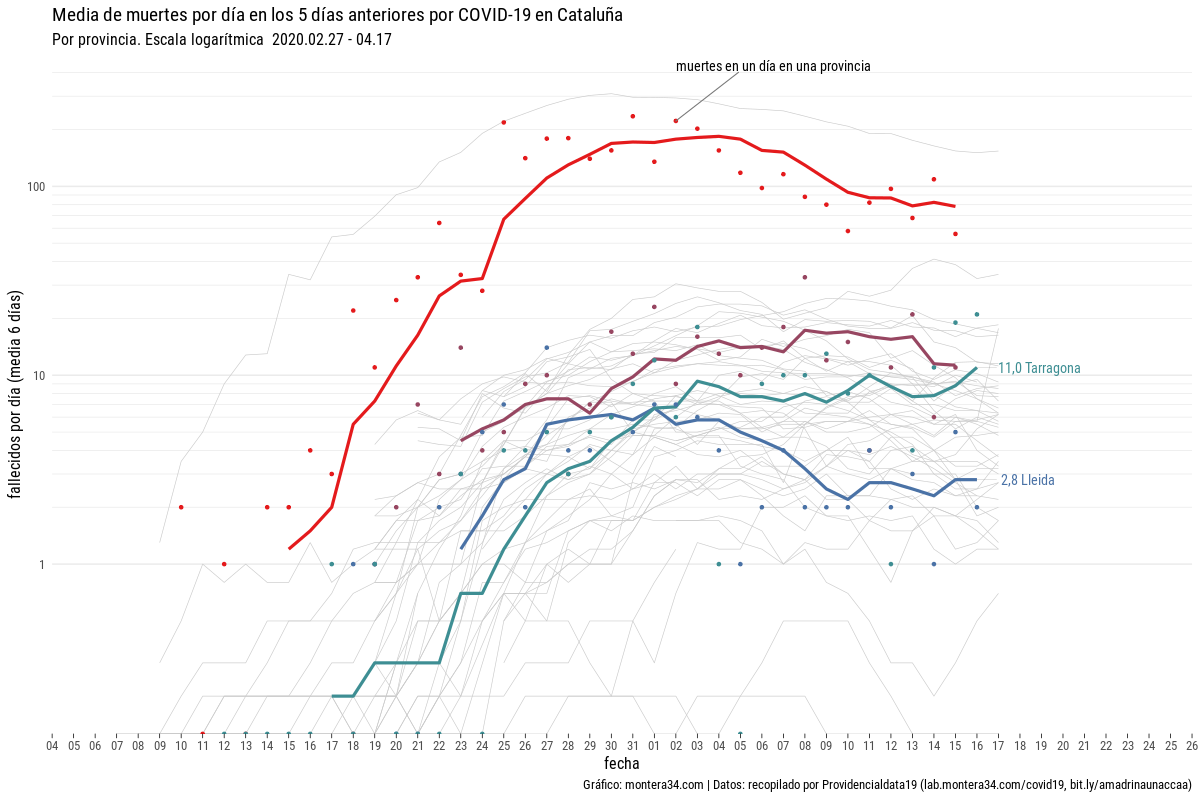 Media de muertes por día en los 5 días anteriores por COVID-19 en Cataluña
Por provincia. Escala logarítmica 2020.02.27 - 04.17
muertes en un día en una provincia
fallecidos por día (media 6 días)
100
10
1
11,0 Tarragona
2,8 Lleida
04 05 06 07 08 09 10 11 12 13 14 15 16 17 18 19 20 21 22 23 24 25 26 27 28 29 30 31 01 02 03 04 05 06 07 08 09 10 11 12 13 14 15 16 17 18 19 20 21 22 23 24 25 26
fecha
Gráfico: montera34.com | Datos: recopilado por Providencialdata19 (lab.montera34.com/covid19, bit.ly/amadrinaunaccaa)